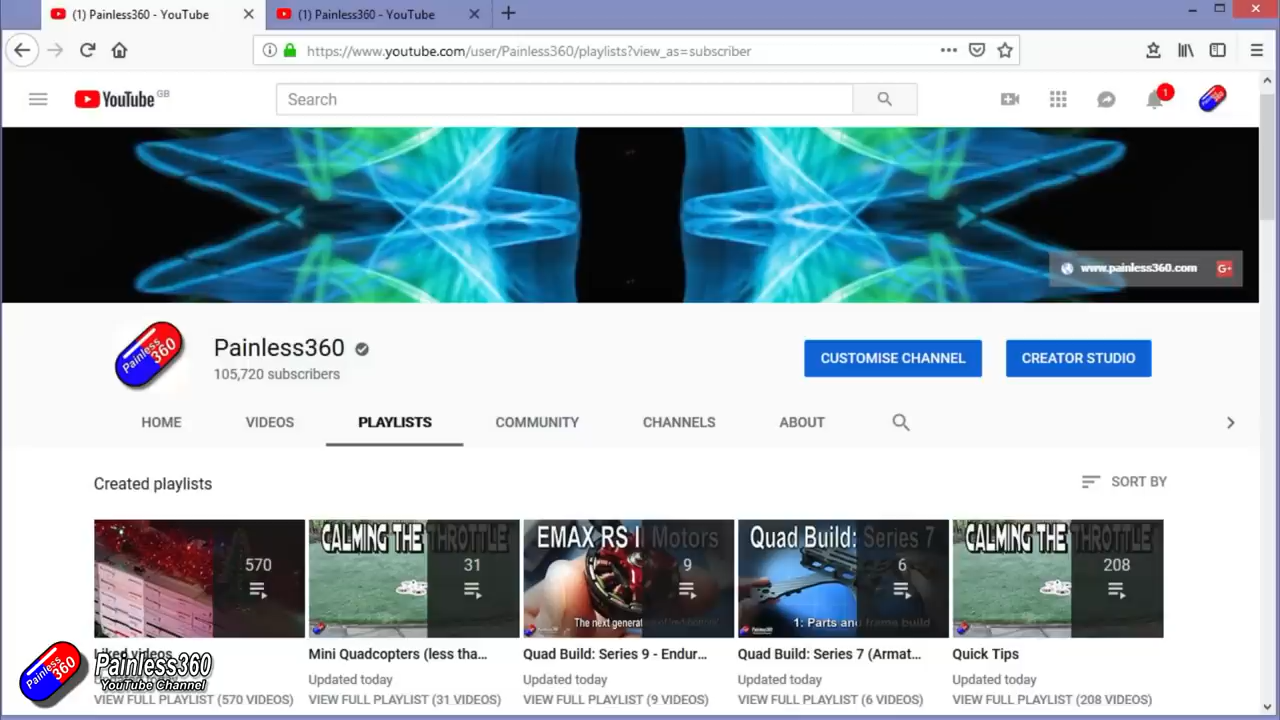 (1) Painless360 - YouTube
(1) Painless360 - YouTube
https://www.youtube.com/user/Painless360/playlists?view_as=subscriber
YouTube GB
Search
1
www.painless360.com
G+
Painless 360
Painless360
105,720 subscribers
CUSTOMISE CHANNEL
CREATOR STUDIO
HOME
VIDEOS
PLAYLISTS
COMMUNITY
CHANNELS
ABOUT
Created playlists
SORT BY
570
CALMING THE THROTTLE
31
EMAX RS I Motors
9
The next generat
Quad Build: Series 7
6
1: Parts and frame build
CALMING THE THROTTLE
208
Liked videos
Mini Quadcopters (less tha...
Quad Build: Series 9 - Endur...
Quad Build: Series 7 (Armat...
Quick Tips
Updated today
Updated today
Updated today
Updated today
VIEW FULL PLAYLIST (570 VIDEOS)
VIEW FULL PLAYLIST (31 VIDEOS)
VIEW FULL PLAYLIST (9 VIDEOS)
VIEW FULL PLAYLIST (6 VIDEOS)
VIEW FULL PLAYLIST (208 VIDEOS)
Painless 360
Painless360
YouTube Channel